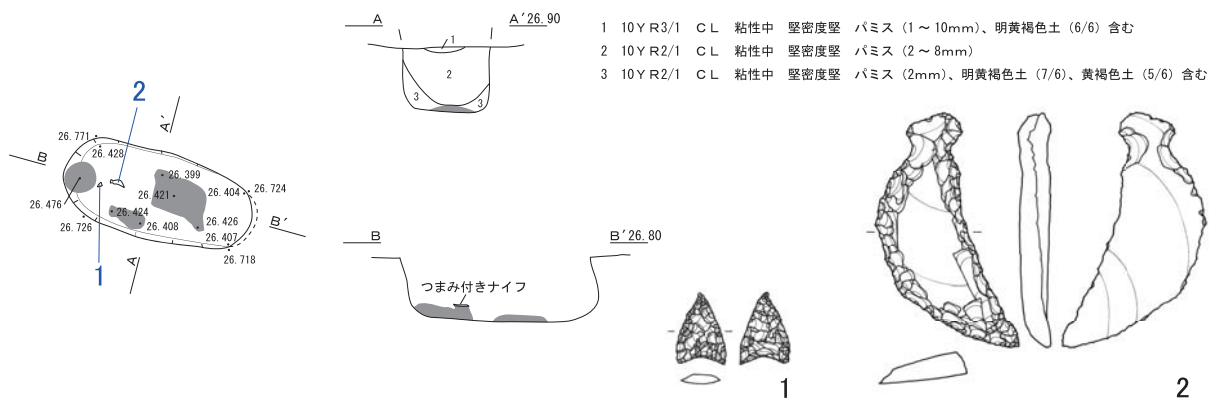 A A′26.90
1
2
3 3
1 10YR3/1 CL 粘性中 堅密度堅 パミス（1～10mm）、明黄褐色土（6/6）含む
2 10YR2/1 CL 粘性中 堅密度堅 パミス（2～8mm）
3 10YR2/1 CL 粘性中 堅密度堅 パミス（2mm）、明黄褐色土（7/6）、黄褐色土（5/6）含む
2
A′
26.771
26.428
B
26.399
26.404
26.724
26.421
26.476
26.424
26.426
B′
26.726
26.408
26.407
26.718
A
1
B B′26.80
つまみ付きナイフ
1
2